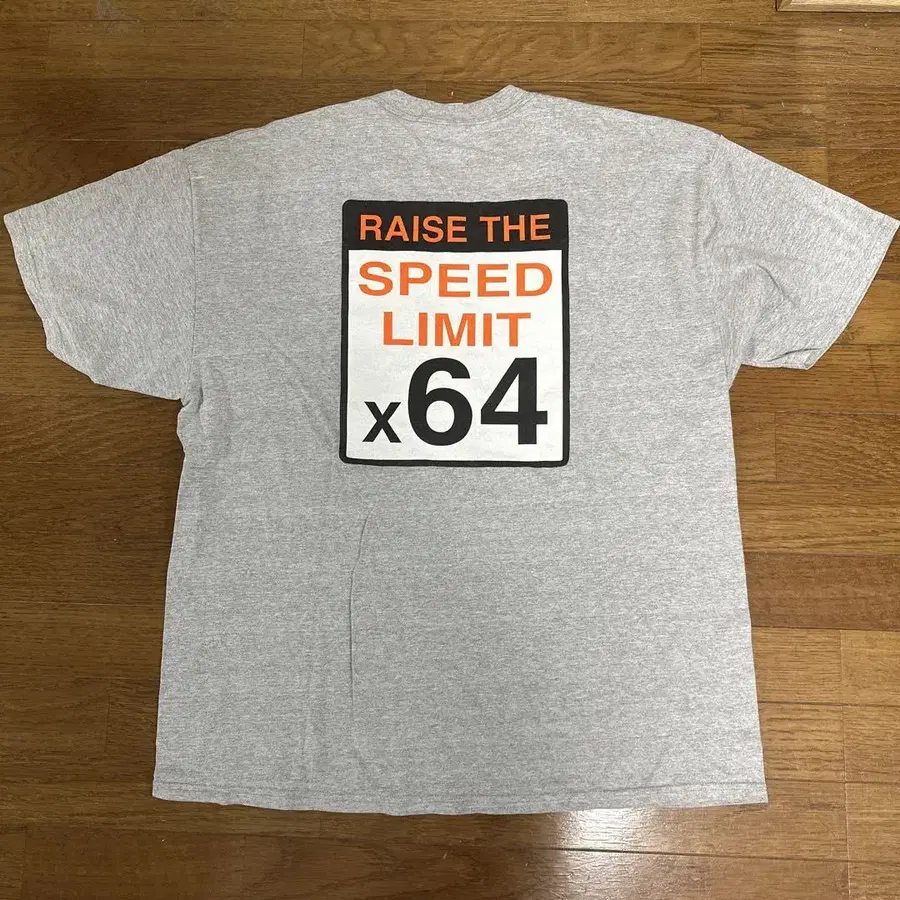 RAISE THE
SPEED
LIMIT
x64